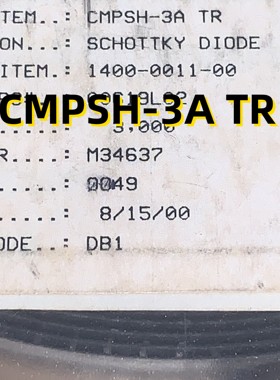 TEM..: CMPSH-3A TR
ON...: SCHOTTKY DIODE
ITEM.: 1400-0011-00
CMPSH-3A TR
.....: 3,000
R....: M34637
.....: 0049
.....: 8/15/00
ODE..: DB1